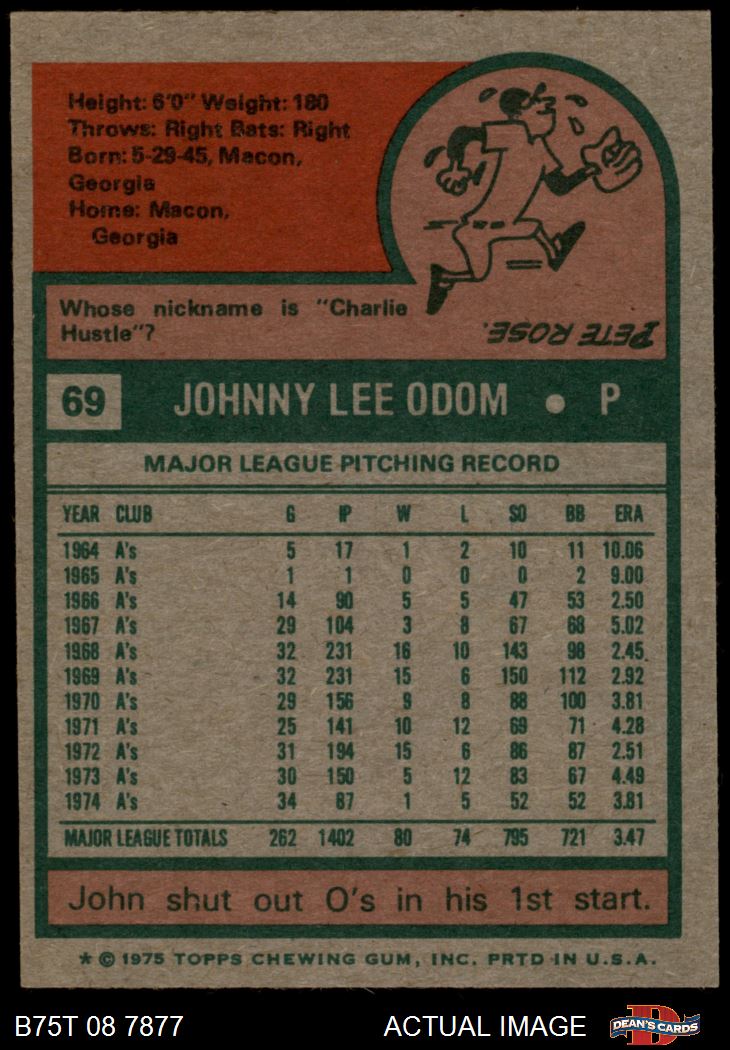 Height: 6'0" Weight: 180
Throws: Right Bats: Right
Born: 5-29-45, Macon,
Georgia
Home: Macon,
Georgia
Whose nickname is "Charlie
Hustle"?
PETE ROSE.
69 JOHNNY LEE ODOM • P
MAJOR LEAGUE PITCHING RECORD
YEAR CLUB G IP W L SO BB ERA
1964 A's 5 17 1 2 10 11 10.06
1965 A's 1 1 0 0 0 2 9.00
1966 A's 14 90 5 5 47 53 2.50
1967 A's 29 104 3 8 67 68 5.02
1968 A's 32 231 16 10 143 98 2.45
1969 A's 32 231 15 6 150 112 2.92
1970 A's 29 156 9 8 88 100 3.81
1971 A's 25 141 10 12 69 71 4.28
1972 A's 31 194 15 6 86 87 2.51
1973 A's 30 150 5 12 83 67 4.49
1974 A's 34 87 1 5 52 52 3.81
MAJOR LEAGUE TOTALS 262 1402 80 74 795 721 3.47
John shut out O's in his 1st start.
* © 1975 TOPPS CHEWING GUM, INC. PRTD IN U.S.A.
B75T 08 7877 ACTUAL IMAGE D DEAN'S CARDS